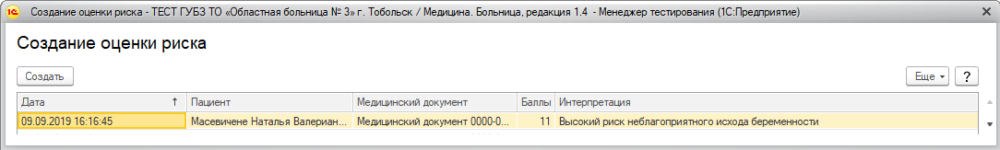 Создание оценки риска - ТЕСТ ГУБЗ ТО «Областная больница № 3» г. Тобольск / Медицина. Больница, редакция 1.4 - Менеджер тестирования (1С:Предприятие)
Создание оценки риска
Создать Еще ?
Дата ↑ Пациент Медицинский документ Баллы Интерпретация
09.09.2019 16:16:45 Масевичене Наталья Валериан... Медицинский документ 0000-0... 11 Высокий риск неблагоприятного исхода беременности